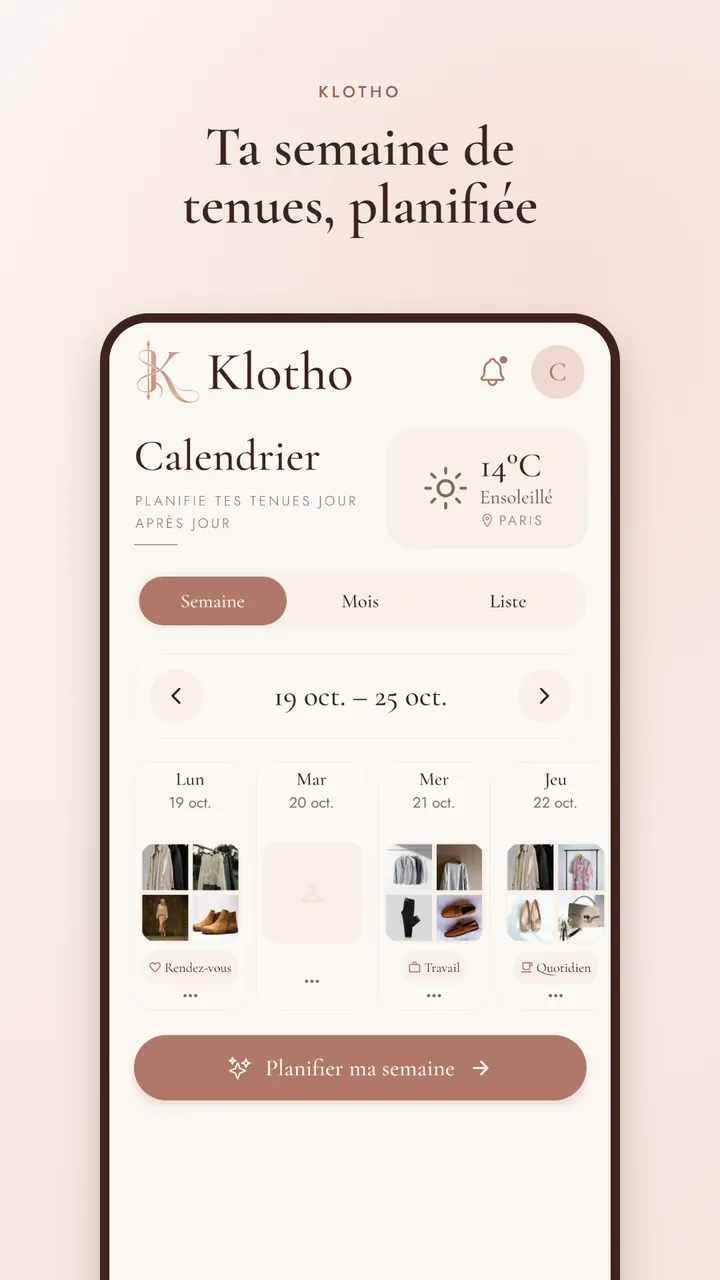 KLOTHO
Ta semaine de
tenues, planifiée
Klotho
C
Calendrier
PLANIFIE TES TENUES JOUR
APRÈS JOUR
14°C
Ensoleillé
PARIS
Semaine
Mois
Liste
19 oct. – 25 oct.
Lun
19 oct.
Mar
20 oct.
Mer
21 oct.
Jeu
22 oct.
Rendez-vous
Travail
Quotidien
Planifier ma semaine